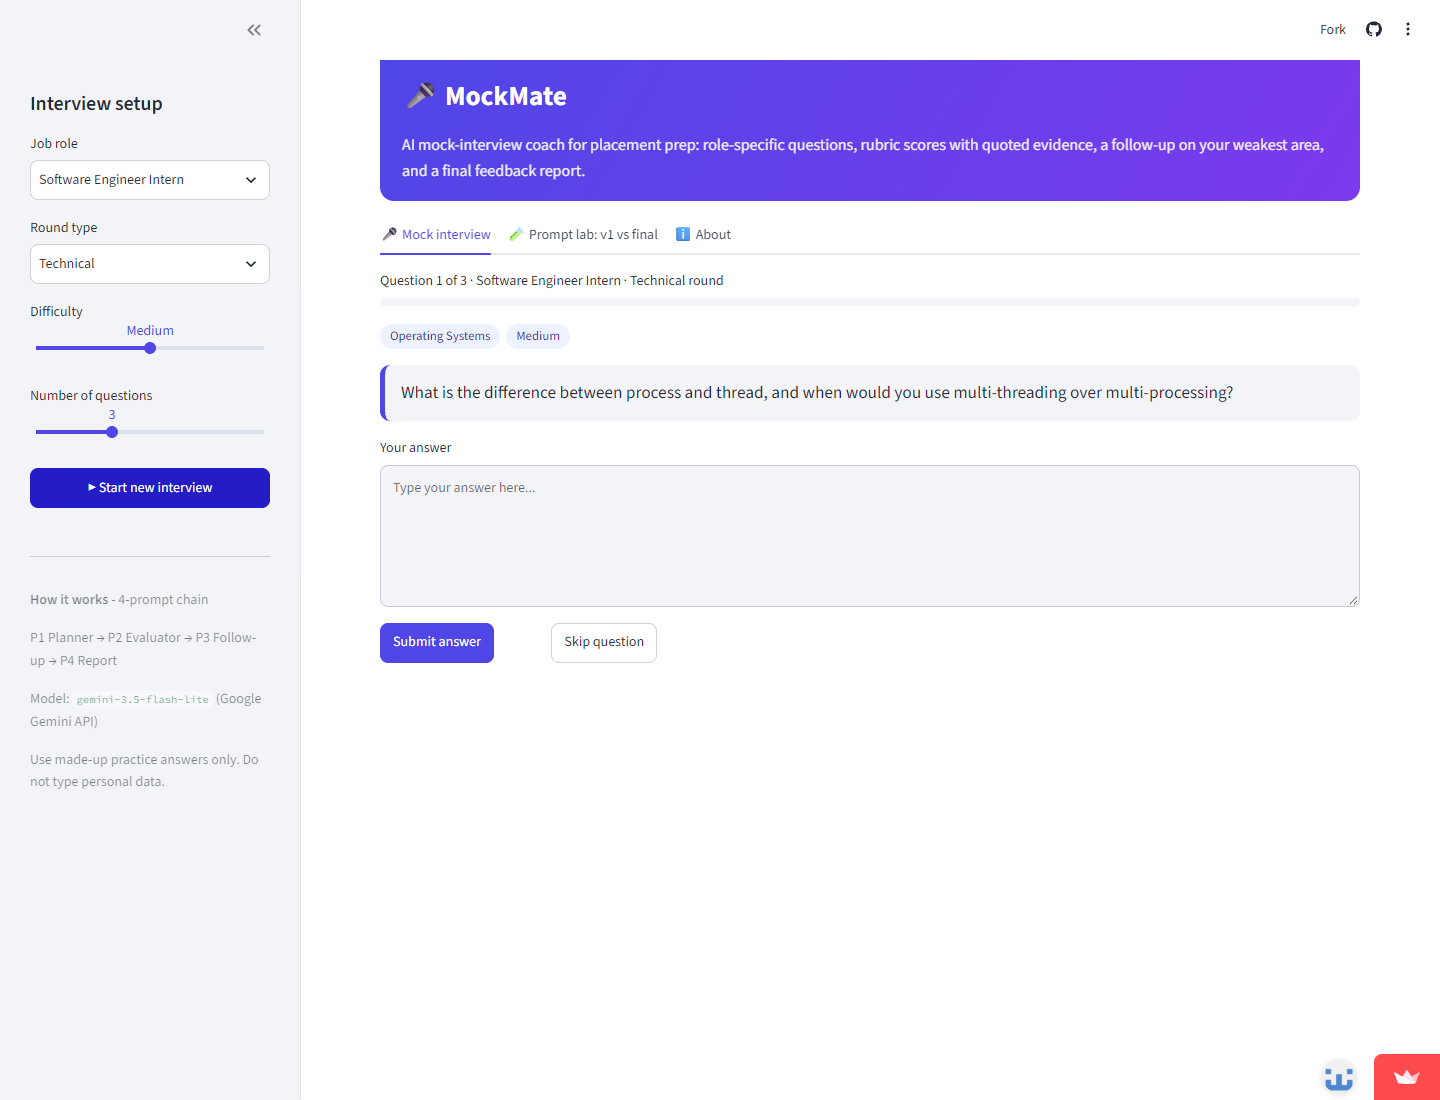 Interview setup
Job role
Software Engineer Intern
Round type
Technical
Difficulty
Medium
Number of questions
3
▶ Start new interview
How it works - 4-prompt chain
P1 Planner → P2 Evaluator → P3 Follow-
up → P4 Report
Model: gemini-3.5-flash-lite (Google
Gemini API)
Use made-up practice answers only. Do
not type personal data.
Fork
MockMate
AI mock-interview coach for placement prep: role-specific questions, rubric scores with quoted evidence, a follow-up on your weakest area,
and a final feedback report.
Mock interview
Prompt lab: v1 vs final
About
Question 1 of 3 · Software Engineer Intern · Technical round
Operating Systems
Medium
What is the difference between process and thread, and when would you use multi-threading over multi-processing?
Your answer
Type your answer here...
Submit answer
Skip question